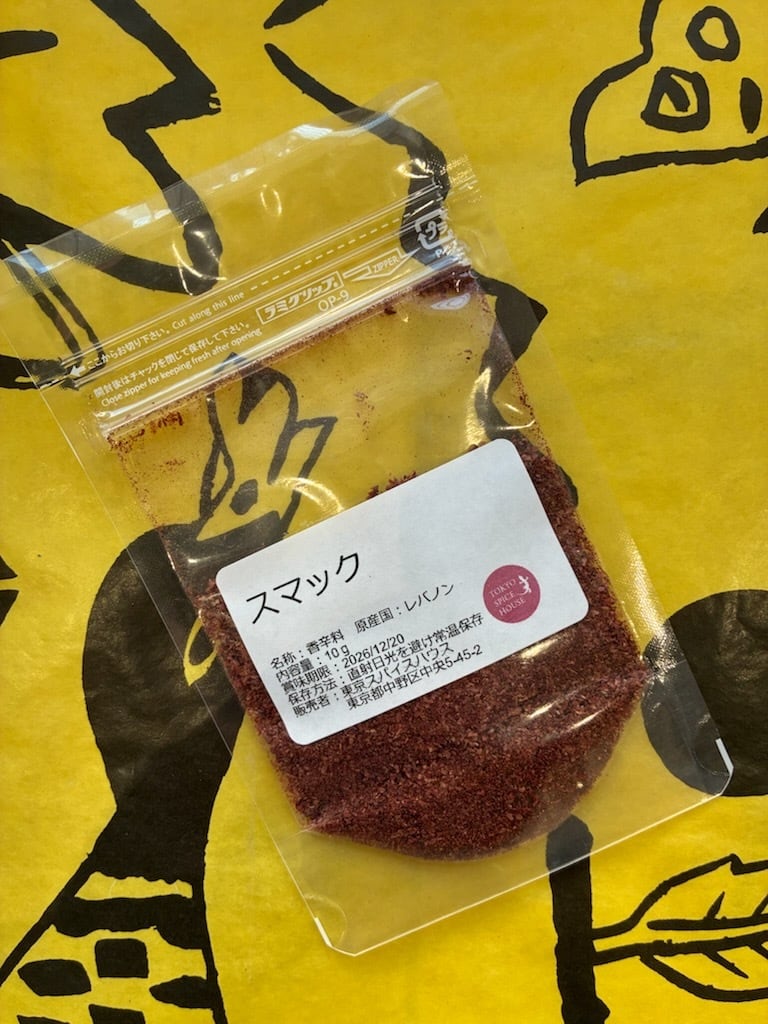 ここからお切り下さい。Cut along this line
ラミグリップ® ZIPPER
OP-9
開封後はチャックを閉じて保存して下さい。
Close zipper for keeping fresh after opening
プラ
スマック
名称：香辛料　原産国：レバノン
内容量：10ｇ
賞味期限：2026/12/20
保存方法：直射日光を避け常温保存
販売者：東京スパイスハウス
東京都中野区中央5-45-2
TOKYO
SPICE
HOUSE